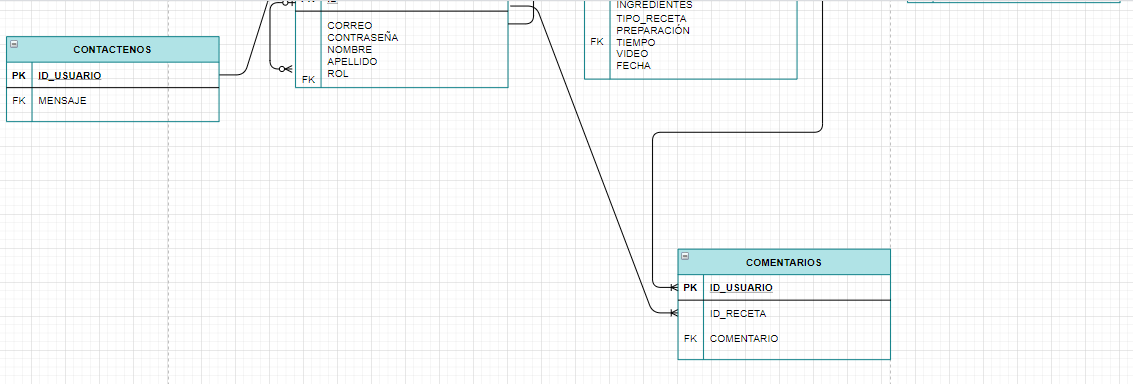 INGREDIENTES
TIPO_RECETA
PREPARACIÓN
FK TIEMPO
VIDEO
FECHA
CORREO
CONTRASEÑA
NOMBRE
APELLIDO
ROL
FK
CONTACTENOS
PK ID_USUARIO
FK MENSAJE
COMENTARIOS
PK ID_USUARIO
ID_RECETA
FK COMENTARIO